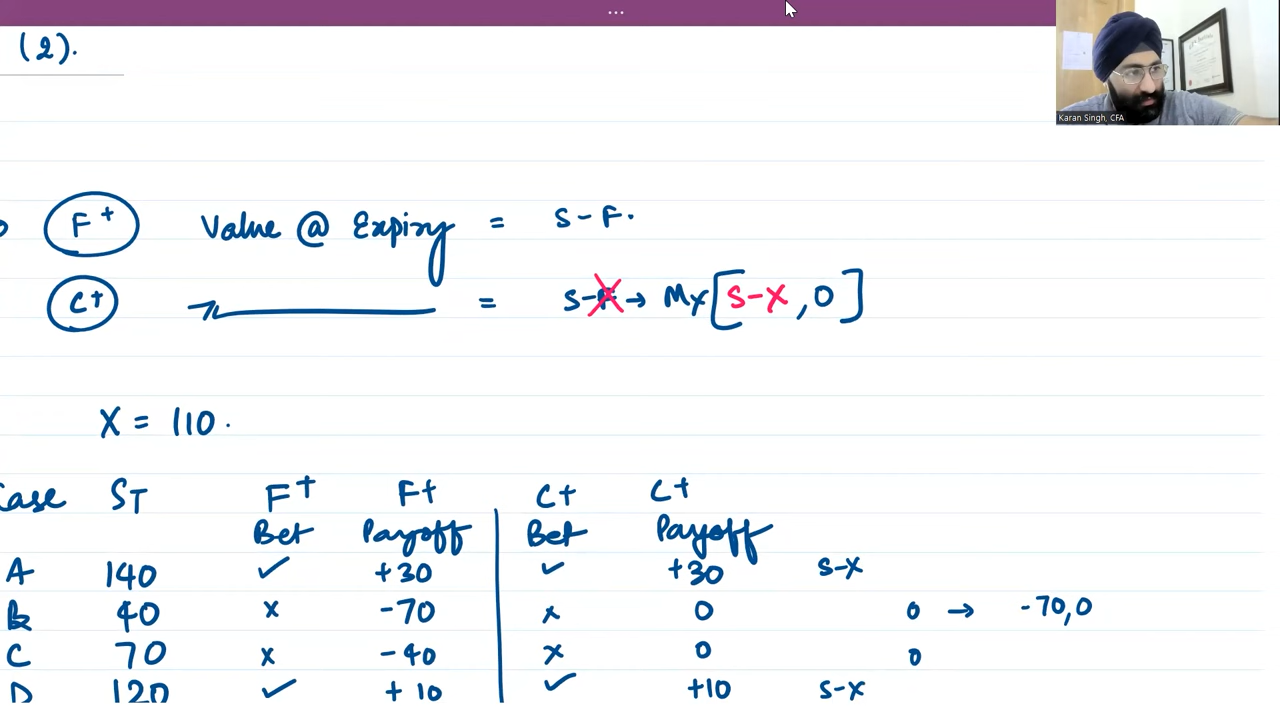 (2).
Karan Singh, CFA
F+ Value @ Expiry = S-F.
C+ = S-F → Mx[S-X, 0]
X = 110.
Case ST F+ Bet F+ Payoff C+ Bet C+ Payoff
A 140 ✓ +30 ✓ +30 S-X
B 40 x -70 x 0 0 → -70,0
C 70 x -40 x 0 0
D 120 ✓ +10 ✓ +10 S-X